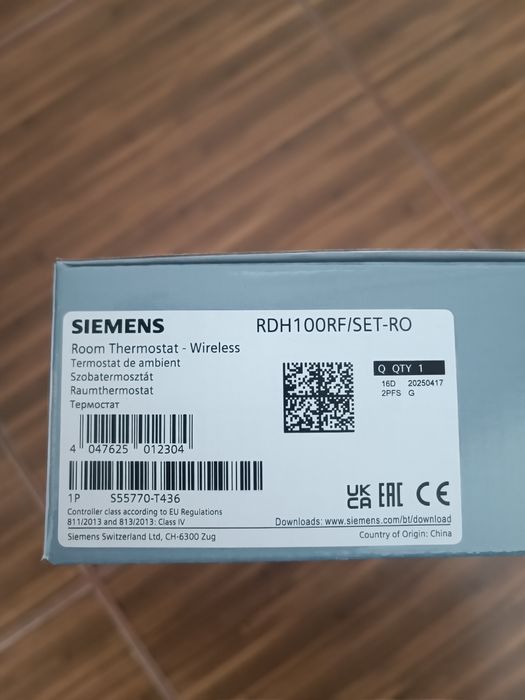 SIEMENS
RDH100RF/SET-RO
Room Thermostat - Wireless
Termostat de ambient
Szobatermosztát
Raumthermostat
Термостат
Q QTY 1
16D 20250417
2PFS G
4 047625 012304
1P S55770-T436
Controller class according to EU Regulations
811/2013 and 813/2013: Class IV
UK
CA EAC CE
Downloads: www.siemens.com/bt/download
Siemens Switzerland Ltd, CH-6300 Zug
Country of Origin: China